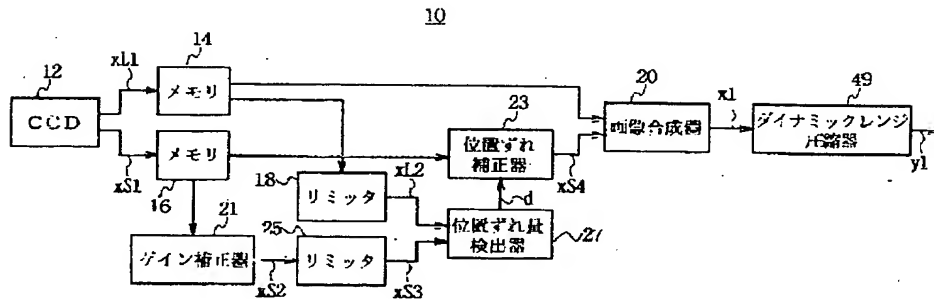 10
14
xL1
12
メモリ
CCD
20
x1
49
23
画像合成器
ダイナミックレンジ
圧縮器
メモリ
位置ずれ
補正器
xS1
xS4
y1
16
18
xL2
d
リミッタ
21
25
位置ずれ量
検出器
27
ゲイン補正器
リミッタ
xS2
xS3